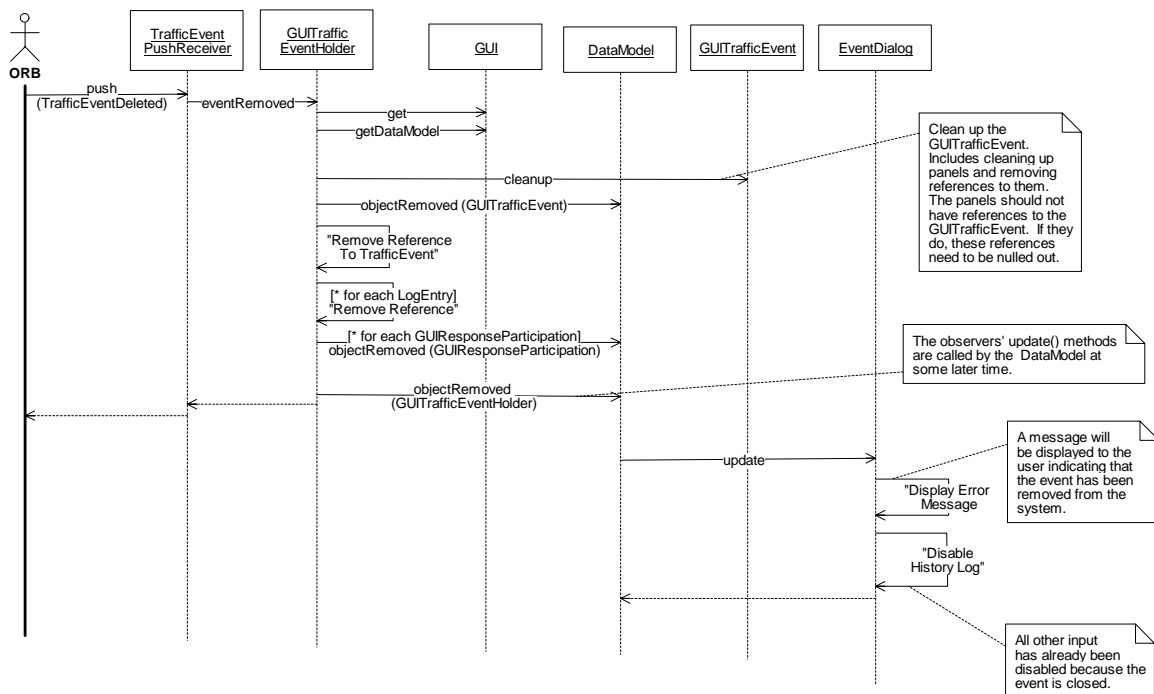 ORB
TrafficEvent
PushReceiver
GUITraffic
EventHolder
GUI
DataModel
GUITrafficEvent
EventDialog
push
(TrafficEventDeleted)
eventRemoved
get
getDataModel
cleanup
Clean up the
GUITrafficEvent.
Includes cleaning up
panels and removing
references to them.
The panels should not
have references to the
GUITrafficEvent. If they
do, these references
need to be nulled out.
objectRemoved (GUITrafficEvent)
"Remove Reference
To TrafficEvent"
[* for each LogEntry]
"Remove Reference"
[* for each GUIResponseParticipation]
objectRemoved (GUIResponseParticipation)
The observers' update() methods
are called by the DataModel at
some later time.
objectRemoved
(GUITrafficEventHolder)
update
A message will
be displayed to the
user indicating that
the event has been
removed from the
system.
"Display Error
Message
"Disable
History Log"
All other input
has already been
disabled because the
event is closed.